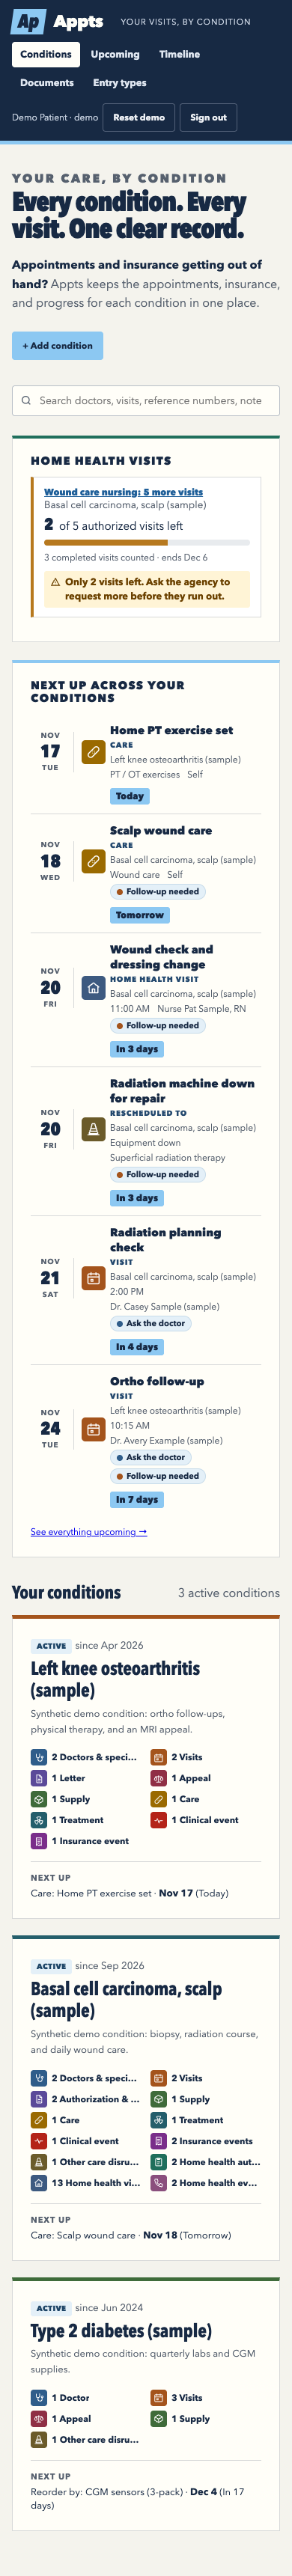 Ap Appts YOUR VISITS, BY CONDITION
Conditions Upcoming Timeline
Documents Entry types
Demo Patient · demo Reset demo Sign out
YOUR CARE, BY CONDITION
Every condition. Every
visit. One clear record.
Appointments and insurance getting out of
hand? Appts keeps the appointments, insurance,
and progress for each condition in one place.
+ Add condition
Search doctors, visits, reference numbers, note
HOME HEALTH VISITS
Wound care nursing: 5 more visits
Basal cell carcinoma, scalp (sample)
2 of 5 authorized visits left
3 completed visits counted · ends Dec 6
Only 2 visits left. Ask the agency to
request more before they run out.
NEXT UP ACROSS YOUR
CONDITIONS
NOV
17
TUE
Home PT exercise set
CARE
Left knee osteoarthritis (sample)
PT / OT exercises Self
Today
NOV
18
WED
Scalp wound care
CARE
Basal cell carcinoma, scalp (sample)
Wound care Self
Follow-up needed
Tomorrow
NOV
20
FRI
Wound check and
dressing change
HOME HEALTH VISIT
Basal cell carcinoma, scalp (sample)
11:00 AM Nurse Pat Sample, RN
Follow-up needed
In 3 days
NOV
20
FRI
Radiation machine down
for repair
RESCHEDULED TO
Basal cell carcinoma, scalp (sample)
Equipment down
Superficial radiation therapy
Follow-up needed
In 3 days
NOV
21
SAT
Radiation planning
check
VISIT
Basal cell carcinoma, scalp (sample)
2:00 PM
Dr. Casey Sample (sample)
Ask the doctor
In 4 days
NOV
24
TUE
Ortho follow-up
VISIT
Left knee osteoarthritis (sample)
10:15 AM
Dr. Avery Example (sample)
Ask the doctor
Follow-up needed
In 7 days
See everything upcoming →
Your conditions 3 active conditions
ACTIVE since Apr 2026
Left knee osteoarthritis
(sample)
Synthetic demo condition: ortho follow-ups,
physical therapy, and an MRI appeal.
2 Doctors & speci... 2 Visits
1 Letter 1 Appeal
1 Supply 1 Care
1 Treatment 1 Clinical event
1 Insurance event
NEXT UP
Care: Home PT exercise set · Nov 17 (Today)
ACTIVE since Sep 2026
Basal cell carcinoma, scalp
(sample)
Synthetic demo condition: biopsy, radiation course,
and daily wound care.
2 Doctors & speci... 2 Visits
2 Authorization & ... 1 Supply
1 Care 1 Treatment
1 Clinical event 2 Insurance events
1 Other care disru... 2 Home health aut...
13 Home health vi... 2 Home health ev...
NEXT UP
Care: Scalp wound care · Nov 18 (Tomorrow)
ACTIVE since Jun 2024
Type 2 diabetes (sample)
Synthetic demo condition: quarterly labs and CGM
supplies.
1 Doctor 3 Visits
1 Appeal 1 Supply
1 Other care disru...
NEXT UP
Reorder by: CGM sensors (3-pack) · Dec 4 (In 17
days)